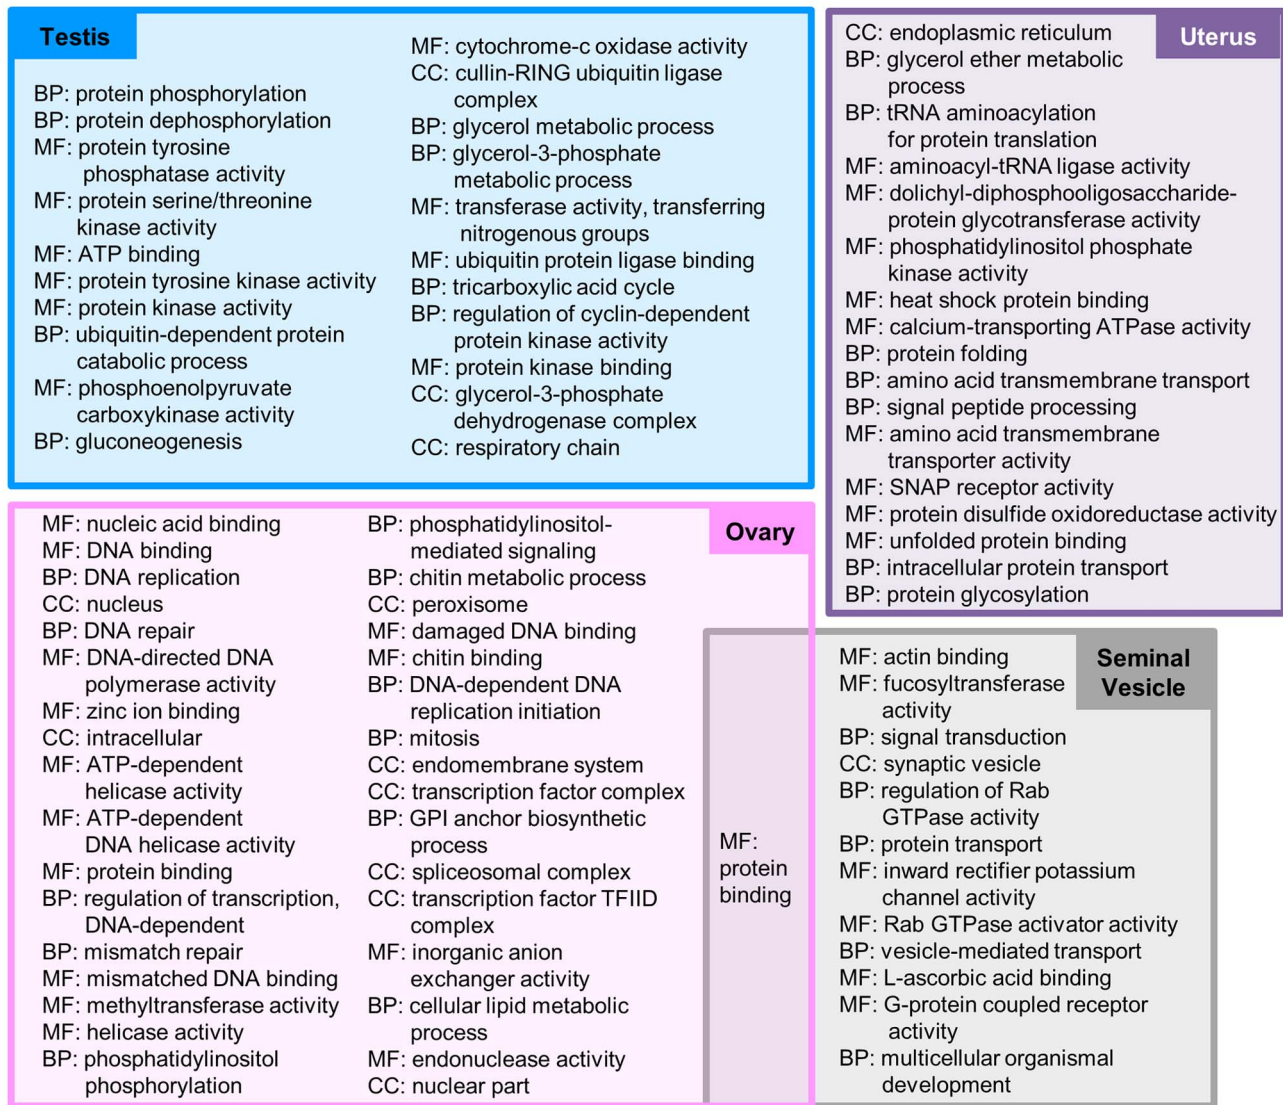 Testis
BP: protein phosphorylation
BP: protein dephosphorylation
MF: protein tyrosine
phosphatase activity
MF: protein serine/threonine
kinase activity
MF: ATP binding
MF: protein tyrosine kinase activity
MF: protein kinase activity
BP: ubiquitin-dependent protein
catabolic process
MF: phosphoenolpyruvate
carboxykinase activity
BP: gluconeogenesis
MF: cytochrome-c oxidase activity
CC: cullin-RING ubiquitin ligase
complex
BP: glycerol metabolic process
BP: glycerol-3-phosphate
metabolic process
MF: transferase activity, transferring
nitrogenous groups
MF: ubiquitin protein ligase binding
BP: tricarboxylic acid cycle
BP: regulation of cyclin-dependent
protein kinase activity
MF: protein kinase binding
CC: glycerol-3-phosphate
dehydrogenase complex
CC: respiratory chain
Uterus
CC: endoplasmic reticulum
BP: glycerol ether metabolic
process
BP: tRNA aminoacylation
for protein translation
MF: aminoacyl-tRNA ligase activity
MF: dolichyl-diphosphooligosaccharide-
protein glycotransferase activity
MF: phosphatidylinositol phosphate
kinase activity
MF: heat shock protein binding
MF: calcium-transporting ATPase activity
BP: protein folding
BP: amino acid transmembrane transport
BP: signal peptide processing
MF: amino acid transmembrane
transporter activity
MF: SNAP receptor activity
MF: protein disulfide oxidoreductase activity
MF: unfolded protein binding
BP: intracellular protein transport
BP: protein glycosylation
Ovary
MF: nucleic acid binding
MF: DNA binding
BP: DNA replication
CC: nucleus
BP: DNA repair
MF: DNA-directed DNA
polymerase activity
MF: zinc ion binding
CC: intracellular
MF: ATP-dependent
helicase activity
MF: ATP-dependent
DNA helicase activity
MF: protein binding
BP: regulation of transcription,
DNA-dependent
BP: mismatch repair
MF: mismatched DNA binding
MF: methyltransferase activity
MF: helicase activity
BP: phosphatidylinositol
phosphorylation
BP: phosphatidylinositol-
mediated signaling
BP: chitin metabolic process
CC: peroxisome
MF: damaged DNA binding
MF: chitin binding
BP: DNA-dependent DNA
replication initiation
BP: mitosis
CC: endomembrane system
CC: transcription factor complex
BP: GPI anchor biosynthetic
process
CC: spliceosomal complex
CC: transcription factor TFIID
complex
MF: inorganic anion
exchanger activity
BP: cellular lipid metabolic
process
MF: endonuclease activity
CC: nuclear part
MF:
protein
binding
Seminal
Vesicle
MF: actin binding
MF: fucosyltransferase
activity
BP: signal transduction
CC: synaptic vesicle
BP: regulation of Rab
GTPase activity
BP: protein transport
MF: inward rectifier potassium
channel activity
MF: Rab GTPase activator activity
BP: vesicle-mediated transport
MF: L-ascorbic acid binding
MF: G-protein coupled receptor
activity
BP: multicellular organismal
development